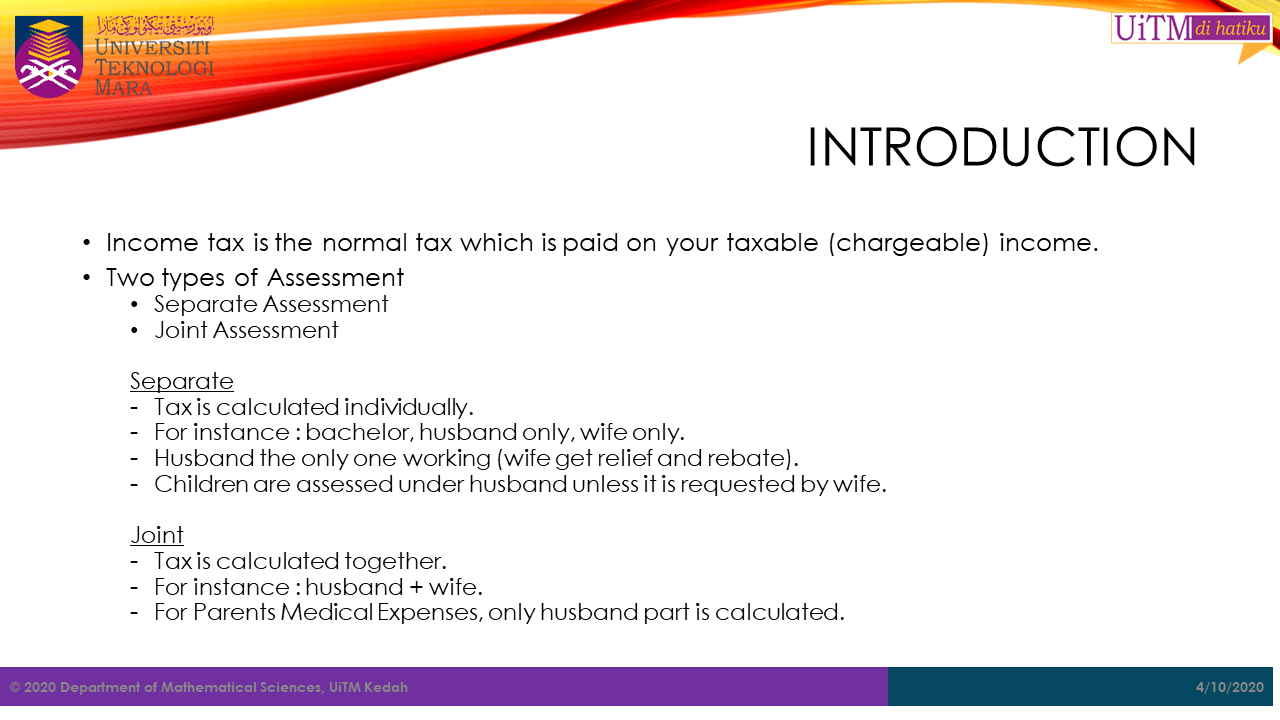 اونيۏرسيتي تيكنولوݢي مارا
UNIVERSITI
TEKNOLOGI
MARA
UiTM di hatiku
INTRODUCTION
• Income tax is the normal tax which is paid on your taxable (chargeable) income.
• Two types of Assessment
• Separate Assessment
• Joint Assessment
Separate
- Tax is calculated individually.
- For instance : bachelor, husband only, wife only.
- Husband the only one working (wife get relief and rebate).
- Children are assessed under husband unless it is requested by wife.
Joint
- Tax is calculated together.
- For instance : husband + wife.
- For Parents Medical Expenses, only husband part is calculated.
© 2020 Department of Mathematical Sciences, UiTM Kedah
4/10/2020